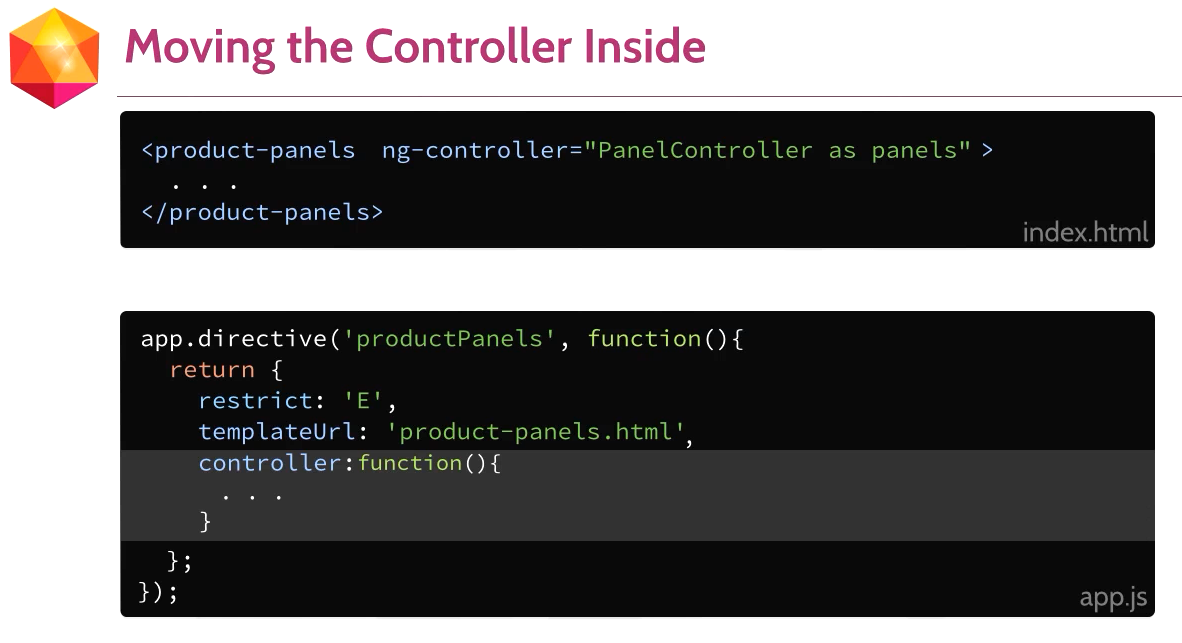 Moving the Controller Inside
<product-panels ng-controller="PanelController as panels" >
. . .
</product-panels>
index.html
app.directive('productPanels', function(){
return {
restrict: 'E',
templateUrl: 'product-panels.html',
controller:function(){
. . .
}
};
});
app.js